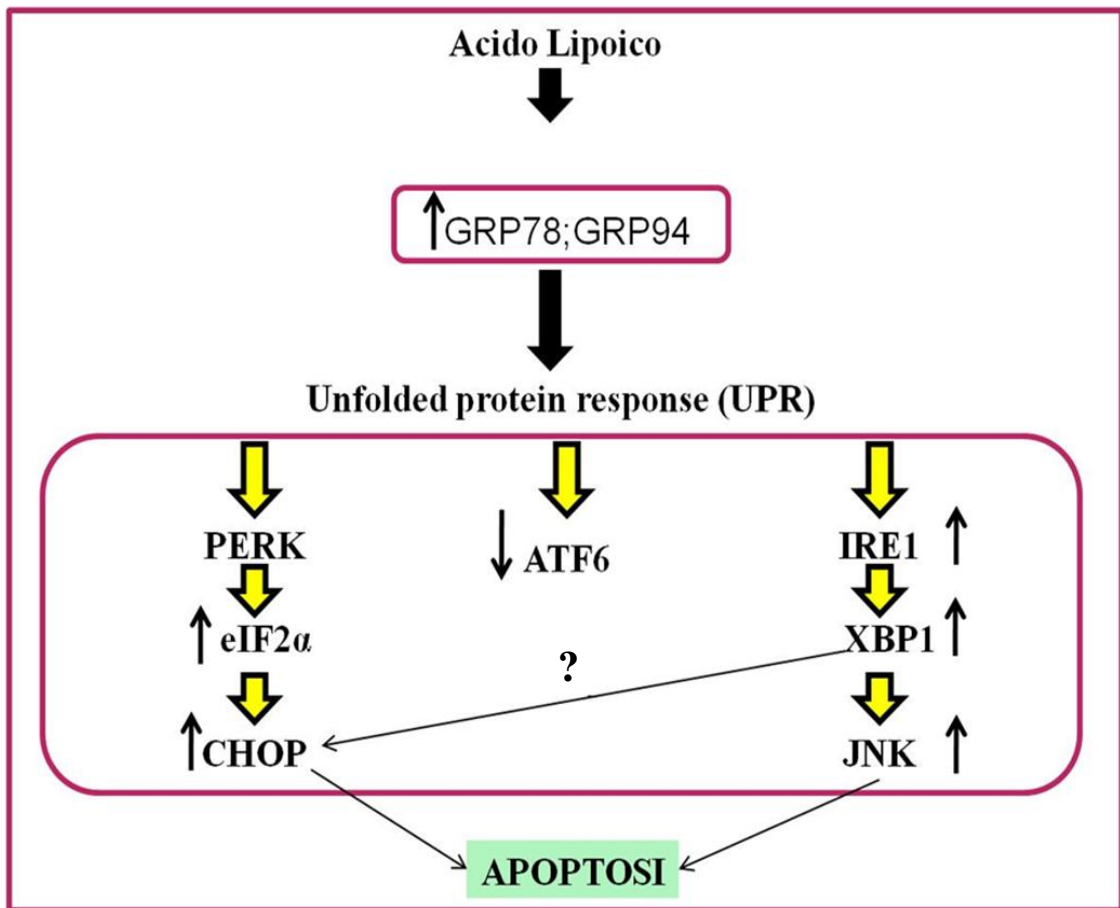 Acido Lipoico
↑GRP78;GRP94
Unfolded protein response (UPR)
PERK ↓ ATF6 IRE1 ↑
↑ eIF2α ? XBP1 ↑
↑CHOP JNK ↑
APOPTOSI